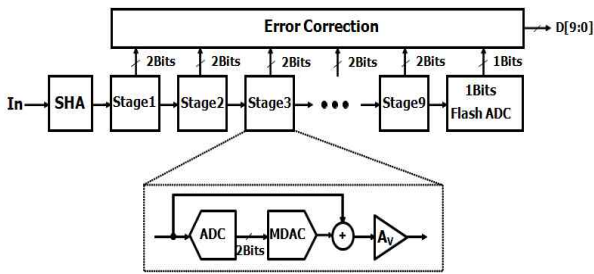 Error Correction
D[9:0]
2Bits 2Bits 2Bits 2Bits 2Bits 1Bits
In SHA Stage1 Stage2 Stage3 Stage9 1Bits
Flash ADC
ADC 2Bits MDAC + AV